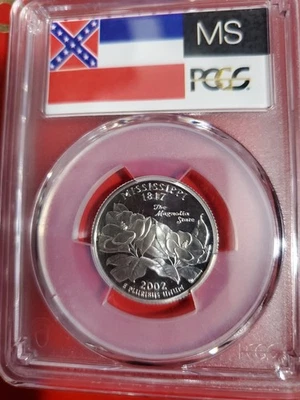 MS
PCGS
MISSISSIPPI
1817
The
Magnolia
State
2002
E PLURIBUS UNUM